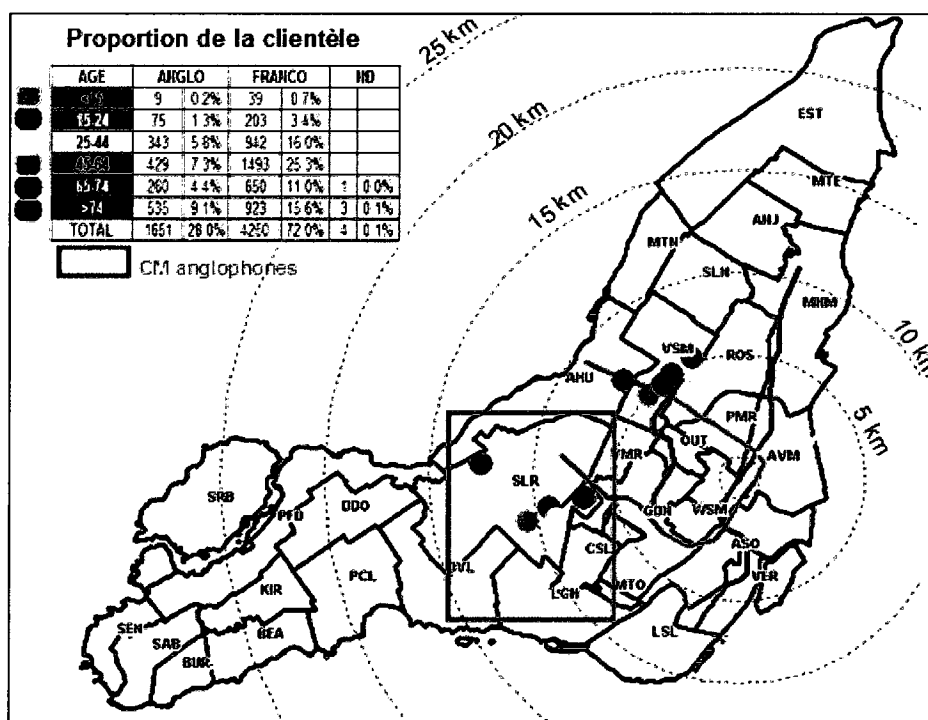 Proportion de la clientèle
AGE ANGLO FRANCO ND
9 0.2% 39 0.7%
15-24 75 1.3% 203 3.4%
25-44 343 5.8% 942 16.0%
45-64 429 7.3% 1493 25.3%
65-74 260 4.4% 650 11.0% 1 0.0%
>74 535 9.1% 923 15.6% 3 0.1%
TOTAL 1651 28.0% 4250 72.0% 4 0.1%
CM anglophones
25 km
20 km
15 km
10 km
5 km
EST
MTE
AHJ
MTN
SLN
MHM
VSM
ROS
AHU
PMR
OUT
AVM
SLR
GDN
WSM
SRB
PFD
DDO
CSL
ASO
VER
KIR
PCL
LCH
MTO
LSL
SEN
SAB
BEA
BUR